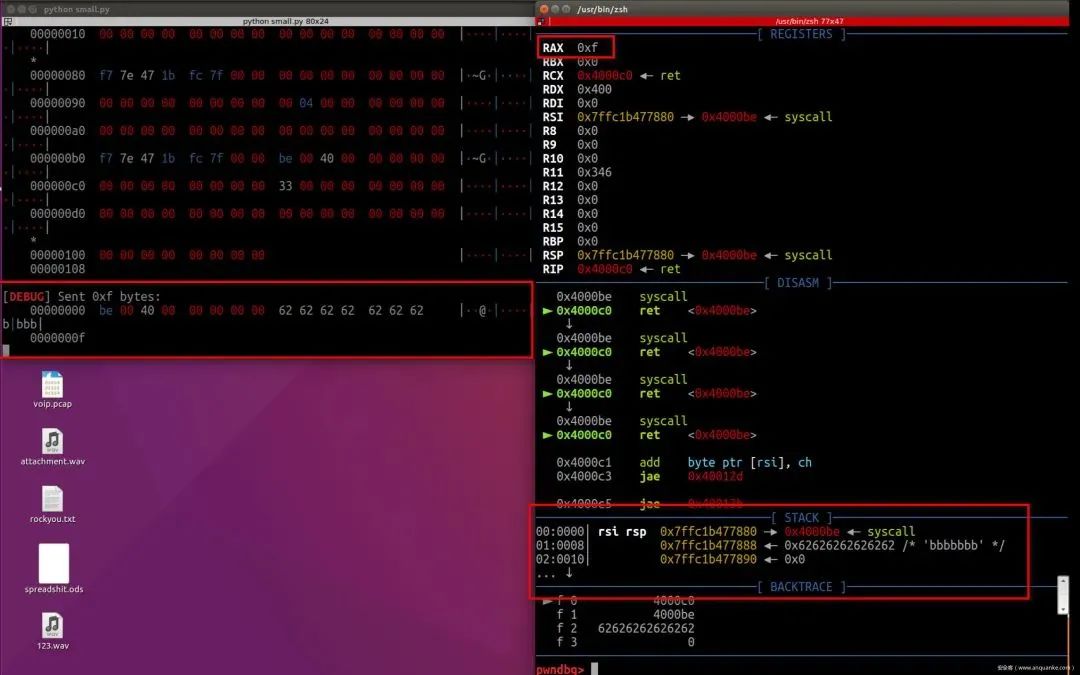 python small.py
python small.py 80x24
00000010 00 00 00 00 00 00 00 00 00 00 00 00 00 00 00 00 |····|····
·|····|
*
00000080 f7 7e 47 1b fc 7f 00 00 00 00 00 00 00 00 00 00 |·~G·|····
·|····|
00000090 00 00 00 00 00 00 00 00 00 04 00 00 00 00 00 00 |····|····
·|····|
000000a0 00 00 00 00 00 00 00 00 00 00 00 00 00 00 00 00 |····|····
·|····|
000000b0 f7 7e 47 1b fc 7f 00 00 be 00 40 00 00 00 00 00 |·~G·|····
·|····|
000000c0 00 00 00 00 00 00 00 00 33 00 00 00 00 00 00 00 |····|····
·|····|
000000d0 00 00 00 00 00 00 00 00 00 00 00 00 00 00 00 00 |····|····
·|····|
*
00000100 00 00 00 00 00 00 00 00
00000108
[DEBUG] Sent 0xf bytes:
00000000 be 00 40 00 00 00 00 00 62 62 62 62 62 62 62 |··@·|····
b|bbb|
0000000f
voip.pcap
attachment.wav
rockyou.txt
spreadshit.ods
123.wav
/usr/bin/zsh
/usr/bin/zsh 77x47
[ REGISTERS ]
RAX 0xf
RBX 0x0
RCX 0x4000c0 ← ret
RDX 0x400
RDI 0x0
RSI 0x7ffc1b477880 → 0x4000be ← syscall
R8 0x0
R9 0x0
R10 0x0
R11 0x346
R12 0x0
R13 0x0
R14 0x0
R15 0x0
RBP 0x0
RSP 0x7ffc1b477880 → 0x4000be ← syscall
RIP 0x4000c0 ← ret
[ DISASM ]
0x4000be syscall
► 0x4000c0 ret <0x4000be>
↓
0x4000be syscall
► 0x4000c0 ret <0x4000be>
↓
0x4000be syscall
► 0x4000c0 ret <0x4000be>
↓
0x4000be syscall
► 0x4000c0 ret <0x4000be>
0x4000c1 add byte ptr [rsi], ch
0x4000c3 jae 0x40012d
0x4000c5 jae 0x40012b
[ STACK ]
00:0000│ rsi rsp 0x7ffc1b477880 → 0x4000be ← syscall
01:0008│ 0x7ffc1b477888 ← 0x62626262626262 /* 'bbbbbbb' */
02:0010│ 0x7ffc1b477890 ← 0x0
... ↓
[ BACKTRACE ]
► f 0 4000c0
f 1 4000be
f 2 62626262626262
f 3 0
pwndbg>
安全客（www.anquanke.com）